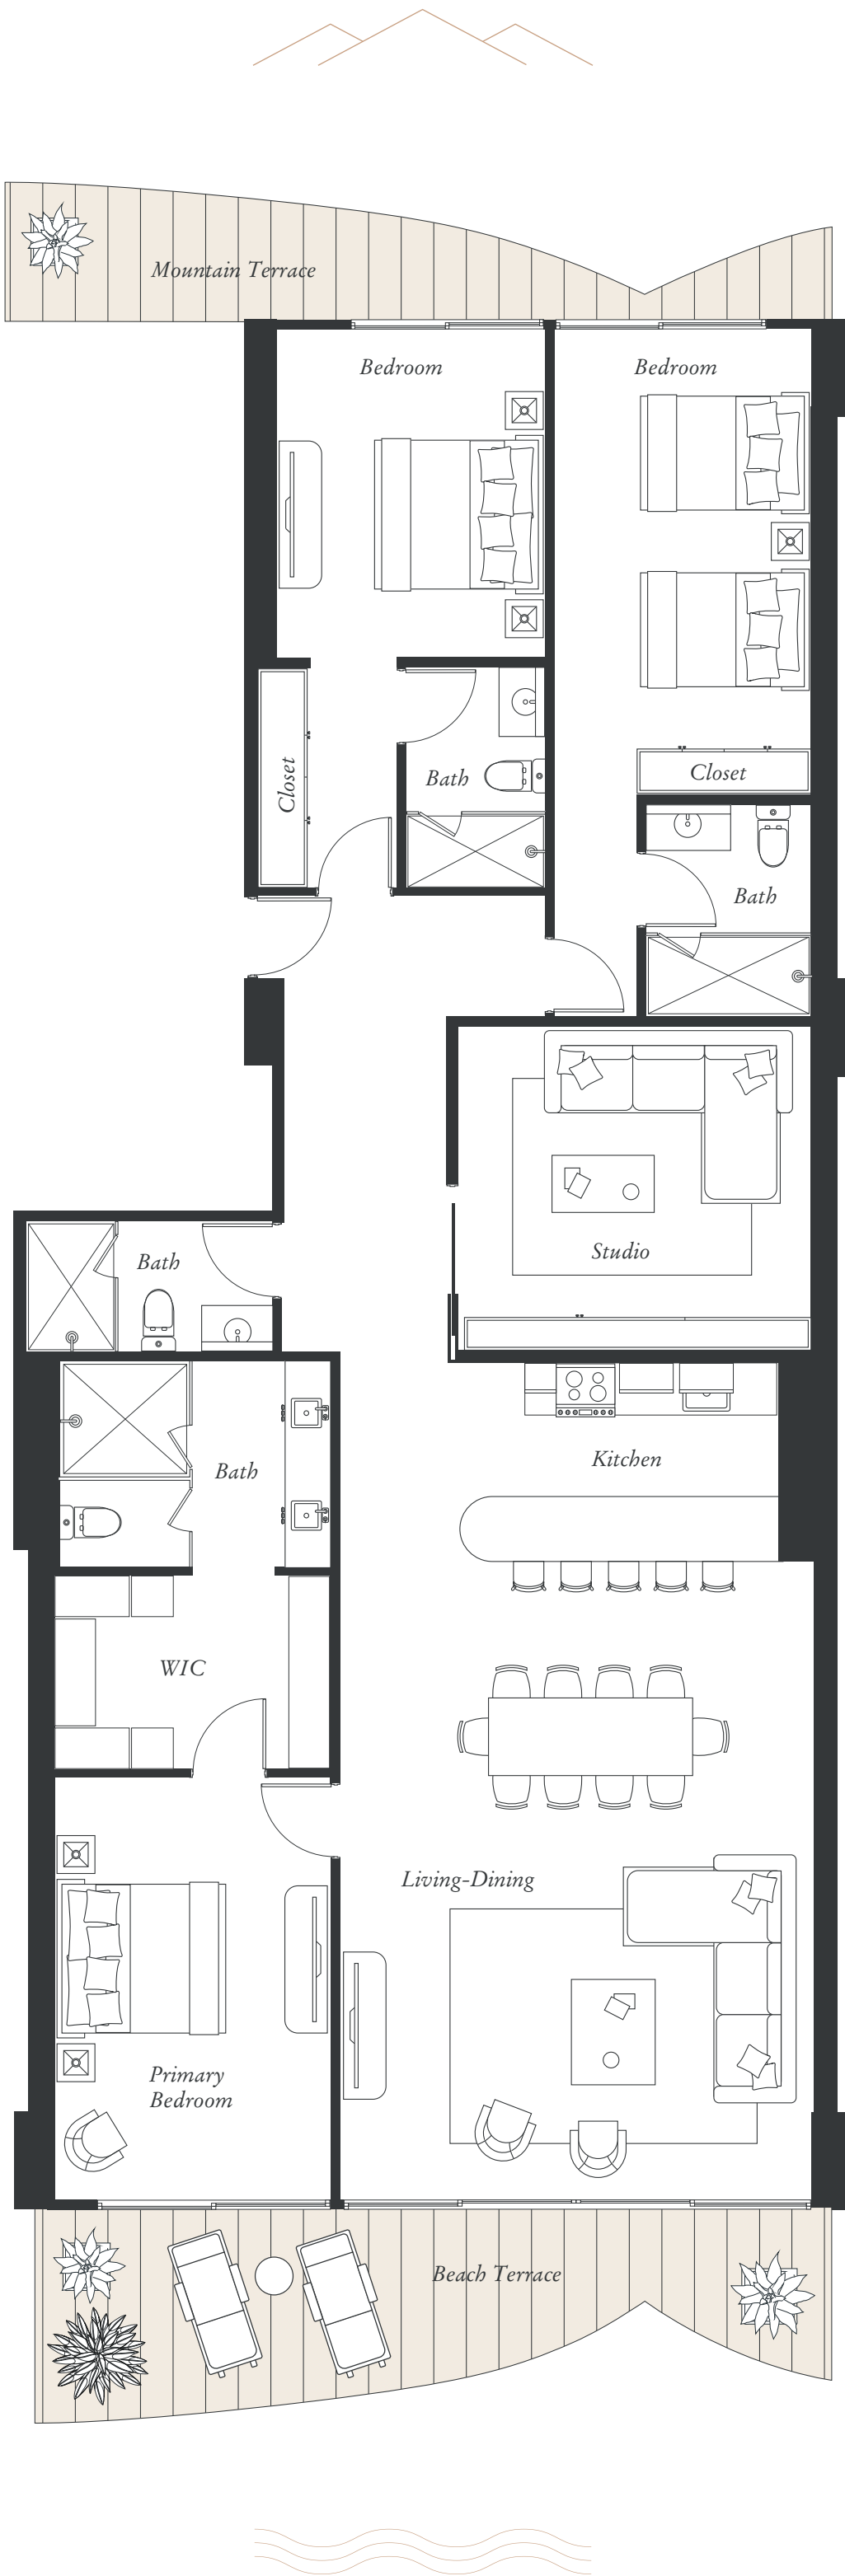 Mountain Terrace
Bedroom
Bedroom
Closet
Closet
Bath
Bath
Studio
Bath
Kitchen
Bath
WIC
Living-Dining
Primary
Bedroom
Beach Terrace